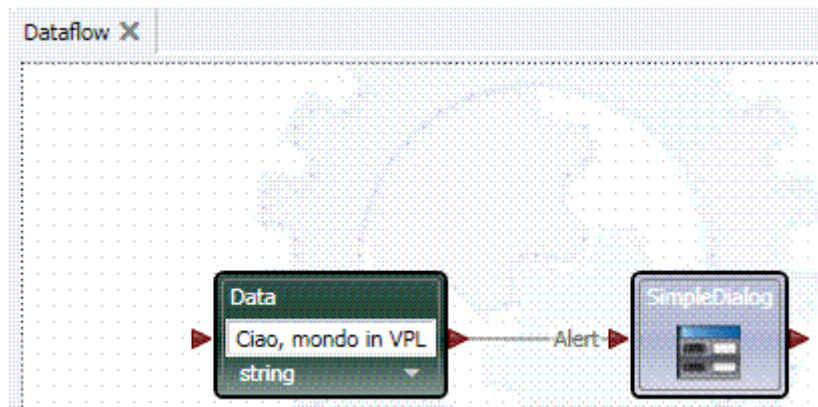 Dataflow
Data
SimpleDialog
Ciao, mondo in VPL
Alert
string